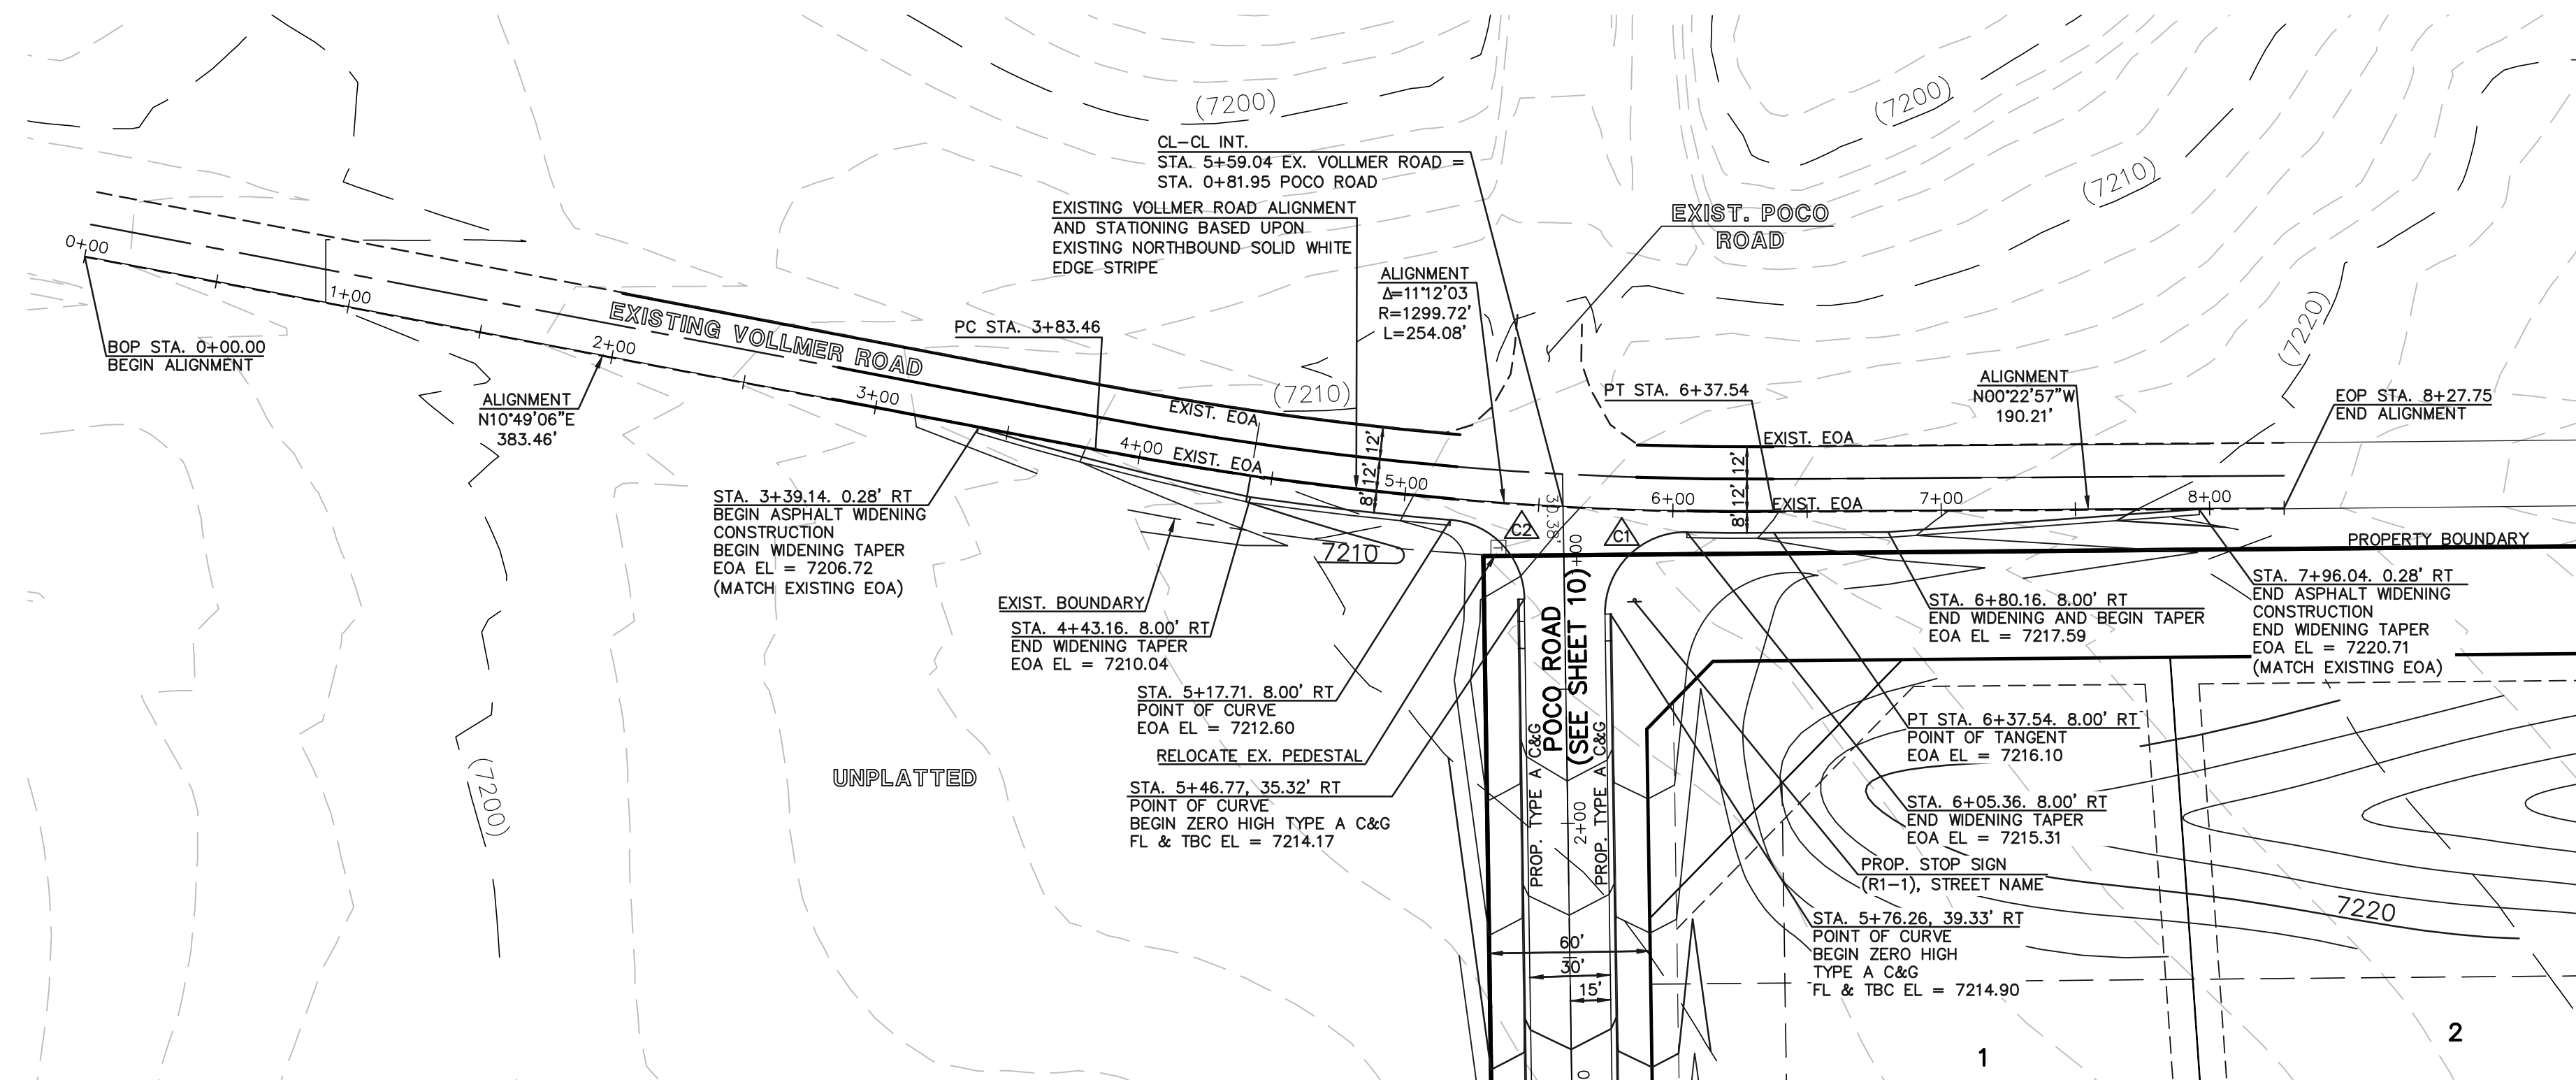 (7200)
(7200)
(7210)
CL-CL INT.
STA. 5+59.04 EX. VOLLMER ROAD =
STA. 0+81.95 POCO ROAD
EXISTING VOLLMER ROAD ALIGNMENT
AND STATIONING BASED UPON
EXISTING NORTHBOUND SOLID WHITE
EDGE STRIPE
EXIST. POCO
ROAD
0+00
1+00
2+00
3+00
4+00
5+00
6+00
7+00
8+00
BOP STA. 0+00.00
BEGIN ALIGNMENT
EXISTING VOLLMER ROAD
PC STA. 3+83.46
ALIGNMENT
Δ=11°12'03
R=1299.72'
L=254.08'
(7210)
(7220)
ALIGNMENT
N10°49'06"E
383.46'
PT STA. 6+37.54
ALIGNMENT
N00°22'57"W
190.21'
EOP STA. 8+27.75
END ALIGNMENT
EXIST. EOA
EXIST. EOA
EXIST. EOA
EXIST. EOA
12'
12'
8'
12'
12'
8'
C2
C1
30.38'
7210
PROPERTY BOUNDARY
STA. 3+39.14. 0.28' RT
BEGIN ASPHALT WIDENING
CONSTRUCTION
BEGIN WIDENING TAPER
EOA EL = 7206.72
(MATCH EXISTING EOA)
EXIST. BOUNDARY
STA. 4+43.16. 8.00' RT
END WIDENING TAPER
EOA EL = 7210.04
STA. 5+17.71. 8.00' RT
POINT OF CURVE
EOA EL = 7212.60
RELOCATE EX. PEDESTAL
STA. 5+46.77, 35.32' RT
POINT OF CURVE
BEGIN ZERO HIGH TYPE A C&G
FL & TBC EL = 7214.17
STA. 6+80.16. 8.00' RT
END WIDENING AND BEGIN TAPER
EOA EL = 7217.59
STA. 7+96.04. 0.28' RT
END ASPHALT WIDENING
CONSTRUCTION
END WIDENING TAPER
EOA EL = 7220.71
(MATCH EXISTING EOA)
PT STA. 6+37.54. 8.00' RT
POINT OF TANGENT
EOA EL = 7216.10
STA. 6+05.36. 8.00' RT
END WIDENING TAPER
EOA EL = 7215.31
PROP. STOP SIGN
(R1-1), STREET NAME
STA. 5+76.26, 39.33' RT
POINT OF CURVE
BEGIN ZERO HIGH
TYPE A C&G
FL & TBC EL = 7214.90
POCO ROAD
(SEE SHEET 10)
PROP. TYPE A C&G
PROP. TYPE A C&G
2+00
60'
30'
15'
UNPLATTED
(7200)
7220
1
2